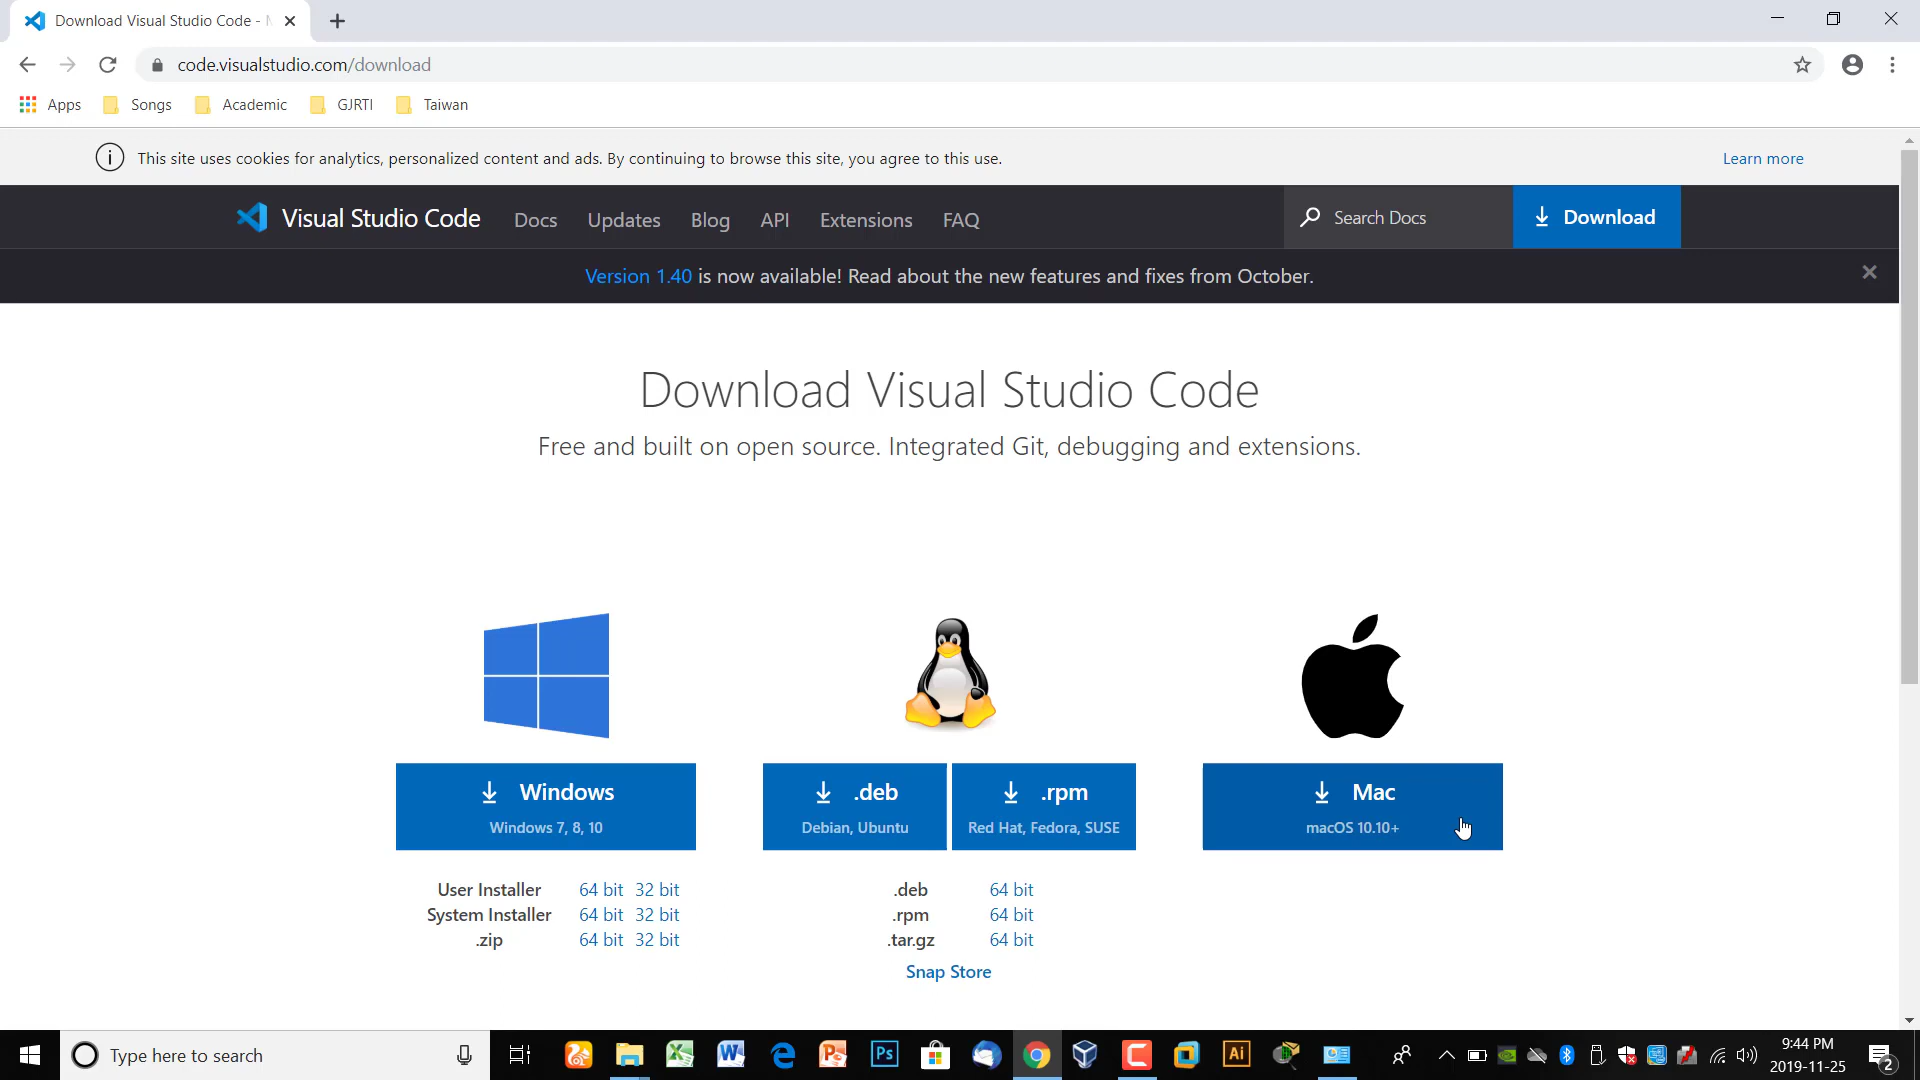 Download Visual Studio Code -
code.visualstudio.com/download
Apps Songs Academic GJRTI Taiwan
This site uses cookies for analytics, personalized content and ads. By continuing to browse this site, you agree to this use. Learn more
Visual Studio Code Docs Updates Blog API Extensions FAQ Search Docs Download
Version 1.40 is now available! Read about the new features and fixes from October.
Download Visual Studio Code
Free and built on open source. Integrated Git, debugging and extensions.
Windows .deb .rpm Mac
Windows 7, 8, 10 Debian, Ubuntu Red Hat, Fedora, SUSE macOS 10.10+
User Installer 64 bit 32 bit .deb 64 bit
System Installer 64 bit 32 bit .rpm 64 bit
.zip 64 bit 32 bit .tar.gz 64 bit
Snap Store
Type here to search
Ps
Ai
9:44 PM
2019-11-25
2